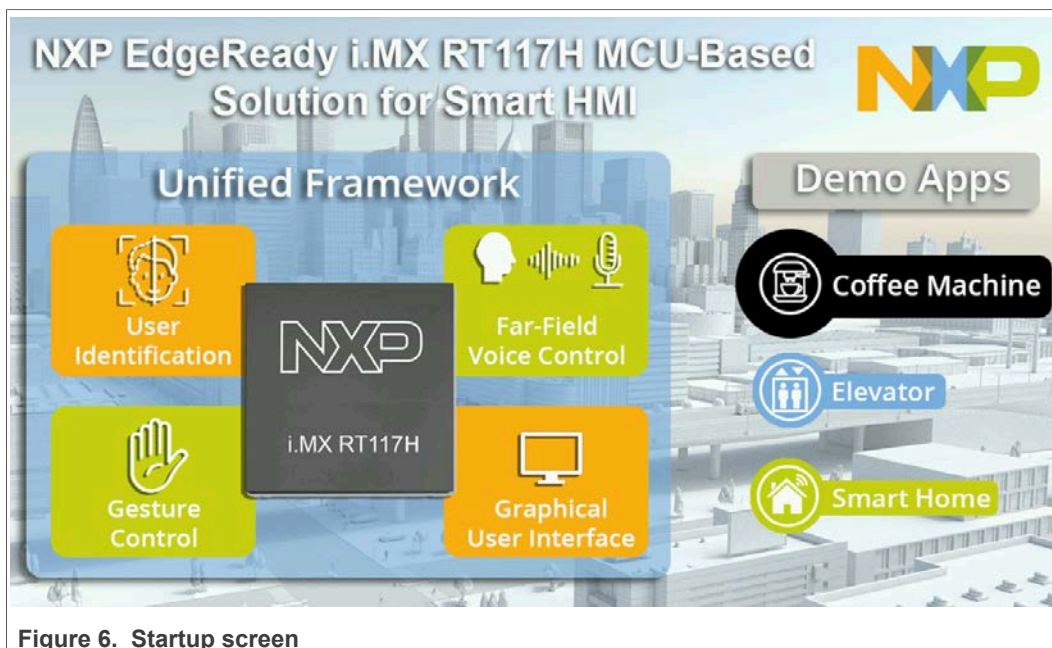 NXP EdgeReady i.MX RT117H MCU-Based
Solution for Smart HMI
NXP
Unified Framework
User
Identification
Far-Field
Voice Control
NXP
i.MX RT117H
Gesture
Control
Graphical
User Interface
Demo Apps
Coffee Machine
Elevator
Smart Home
Figure 6. Startup screen